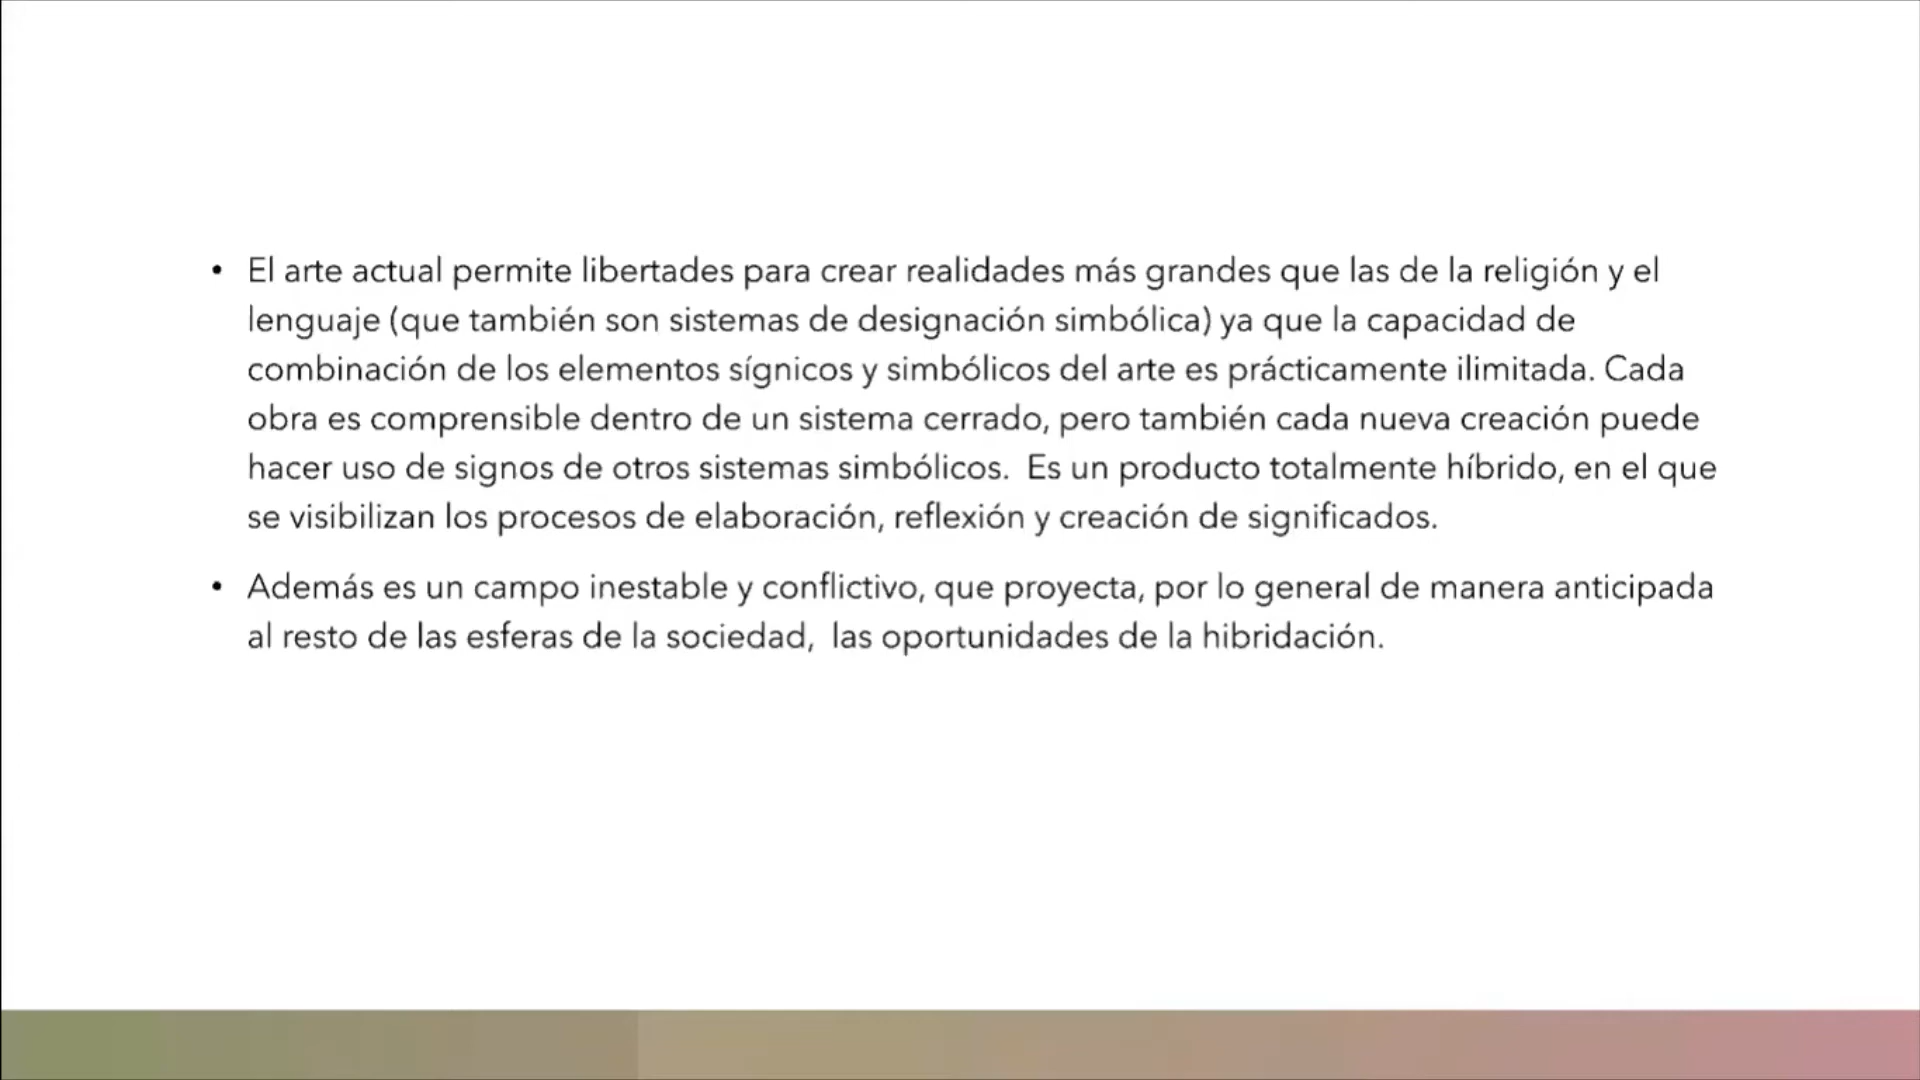 • El arte actual permite libertades para crear realidades más grandes que las de la religión y el
lenguaje (que también son sistemas de designación simbólica) ya que la capacidad de
combinación de los elementos sígnicos y simbólicos del arte es prácticamente ilimitada. Cada
obra es comprensible dentro de un sistema cerrado, pero también cada nueva creación puede
hacer uso de signos de otros sistemas simbólicos.  Es un producto totalmente híbrido, en el que
se visibilizan los procesos de elaboración, reflexión y creación de significados.
• Además es un campo inestable y conflictivo, que proyecta, por lo general de manera anticipada
al resto de las esferas de la sociedad,  las oportunidades de la hibridación.